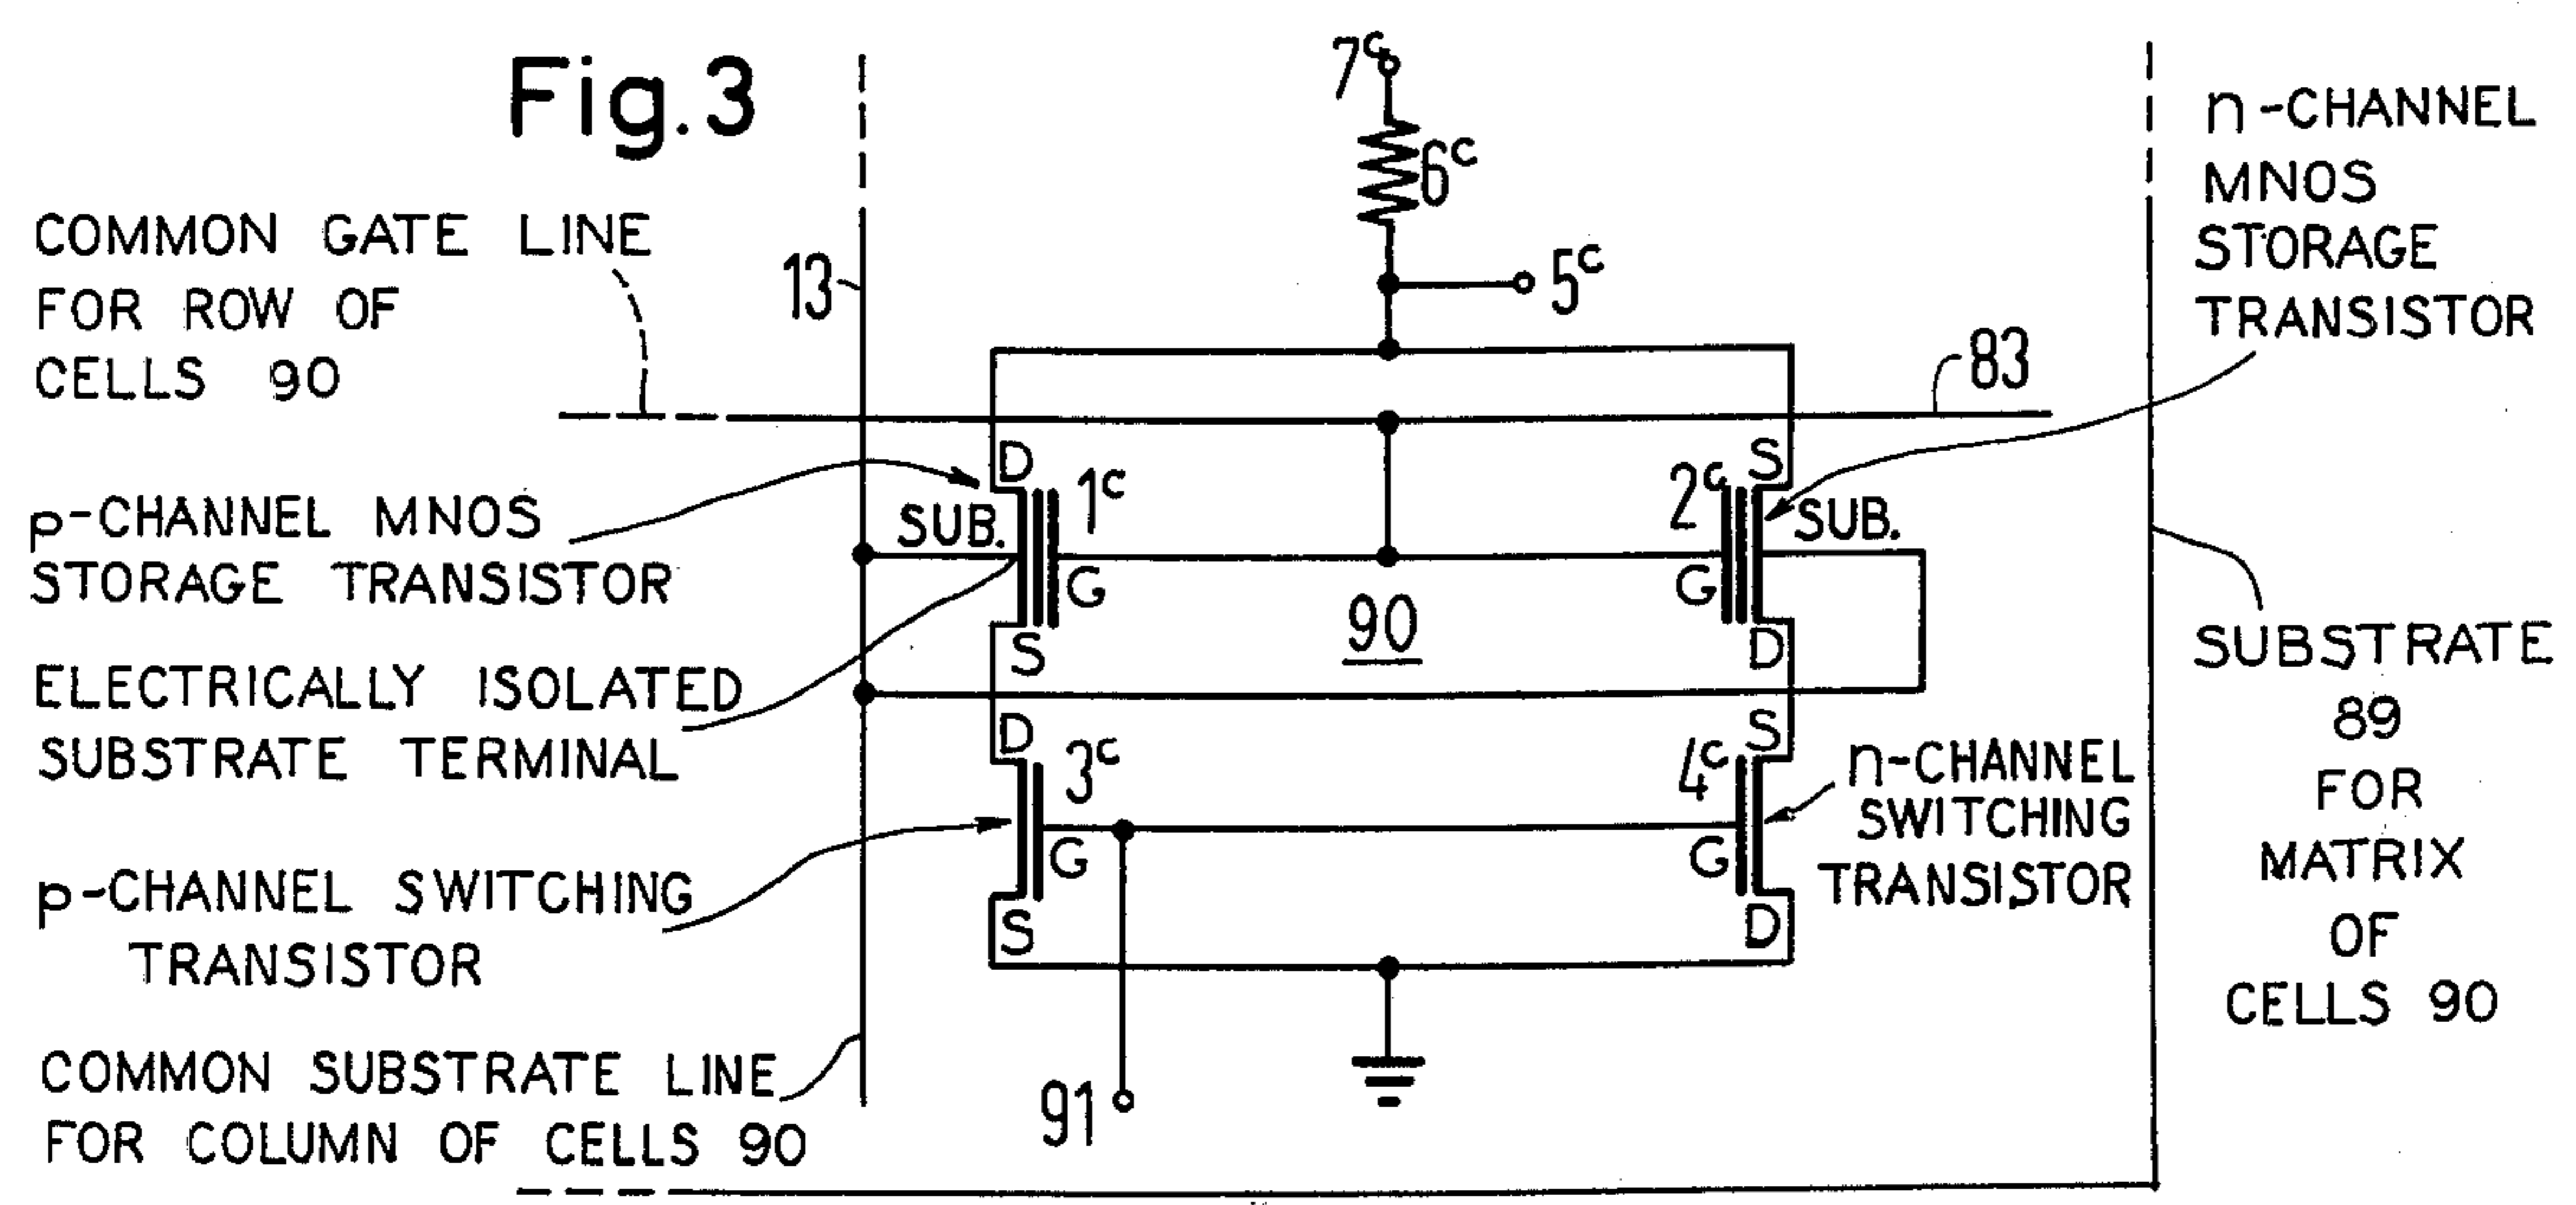 Fig.3
COMMON GATE LINE
FOR ROW OF
CELLS 90
13
7c
6c
5c
83
n-CHANNEL
MNOS
STORAGE
TRANSISTOR
p-CHANNEL MNOS
STORAGE TRANSISTOR
D
SUB.
1c
G
S
2c
S
SUB.
G
D
90
ELECTRICALLY ISOLATED
SUBSTRATE TERMINAL
SUBSTRATE
89
FOR
MATRIX
OF
CELLS 90
D
3c
G
S
4c
S
G
D
n-CHANNEL
SWITCHING
TRANSISTOR
p-CHANNEL SWITCHING
TRANSISTOR
COMMON SUBSTRATE LINE
FOR COLUMN OF CELLS 90
91